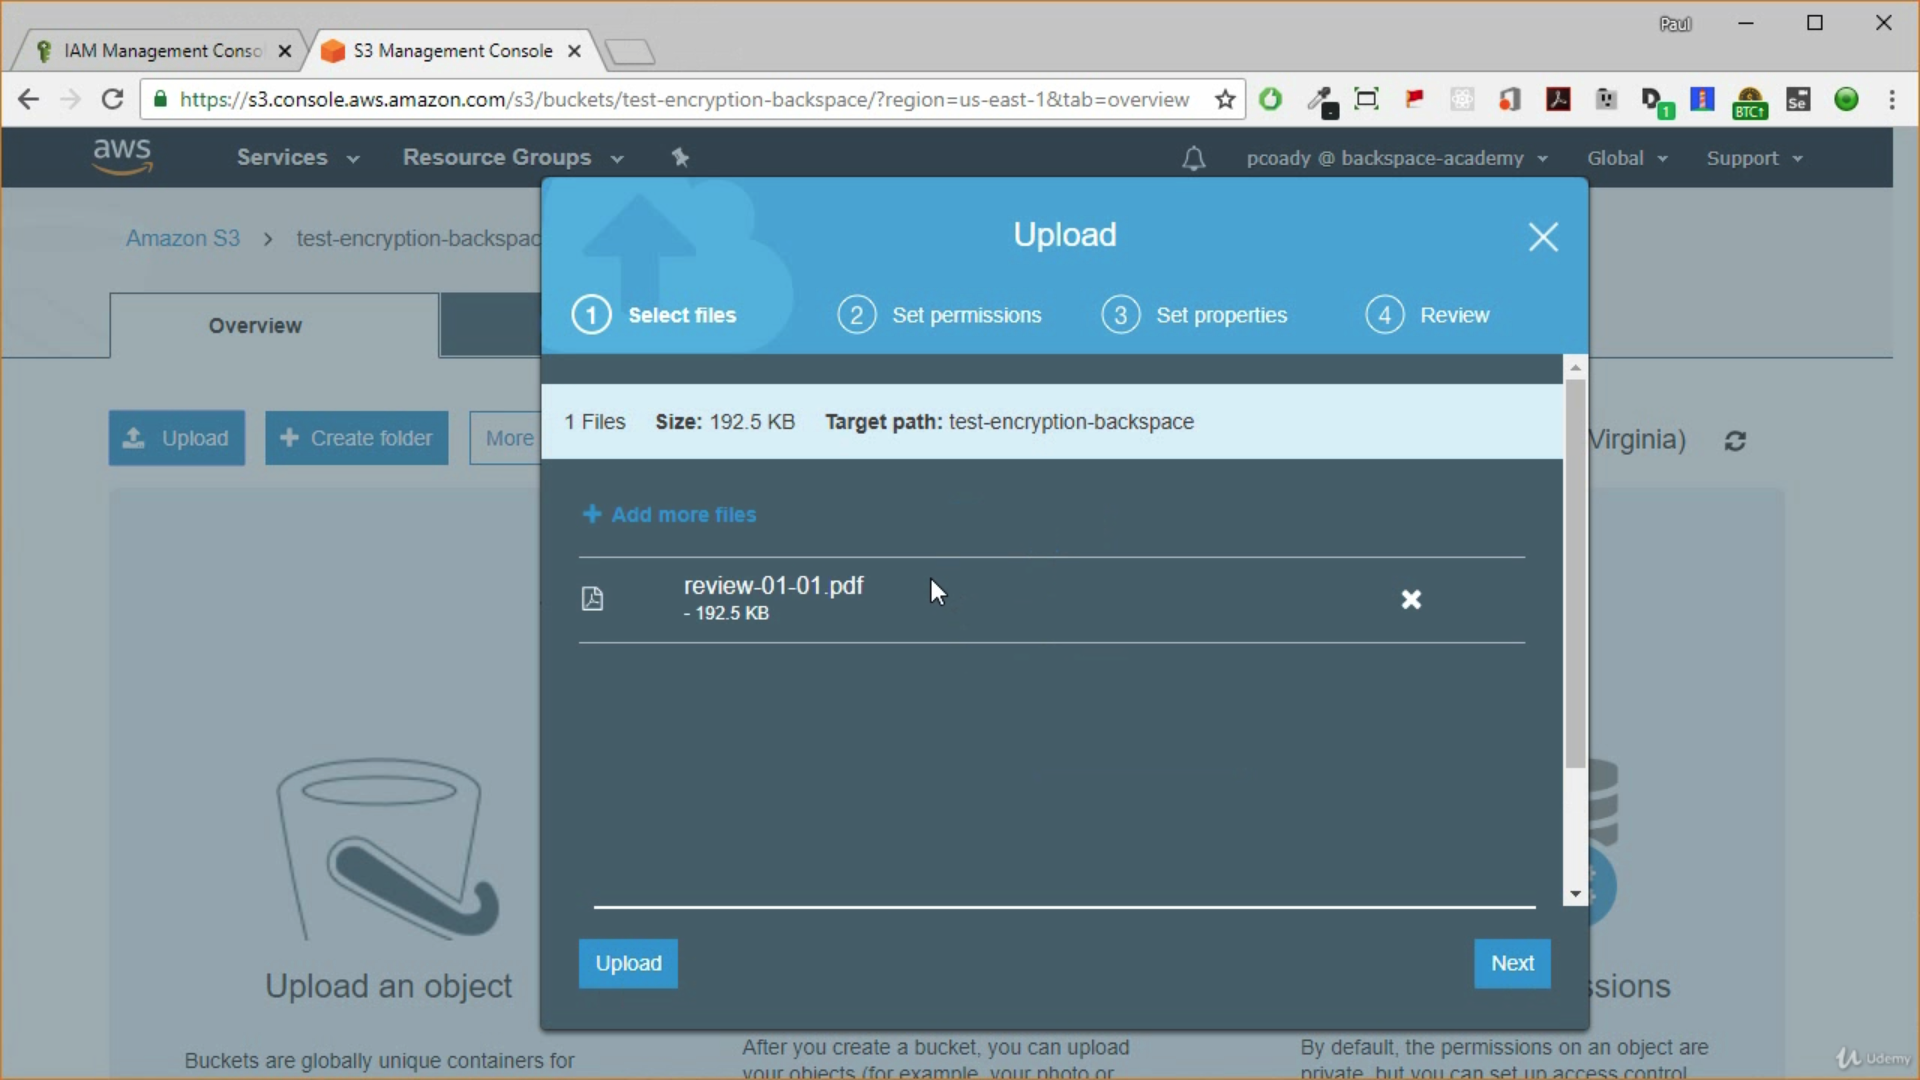 Paul
IAM Management Conso
S3 Management Console
https://s3.console.aws.amazon.com/s3/buckets/test-encryption-backspace/?region=us-east-1&tab=overview
1
BTC↑
Se
aws
Services
Resource Groups
pcoady @ backspace-academy
Global
Support
Amazon S3
test-encryption-backspac
Upload
1 Select files
2 Set permissions
3 Set properties
4 Review
Overview
1 Files Size: 192.5 KB Target path: test-encryption-backspace
Upload
Create folder
More
Virginia)
Add more files
review-01-01.pdf
- 192.5 KB
Upload
Next
Upload an object
ssions
Buckets are globally unique containers for
After you create a bucket, you can upload
your objects (for example, your photo or
By default, the permissions on an object are
private, but you can set up access control
Udemy